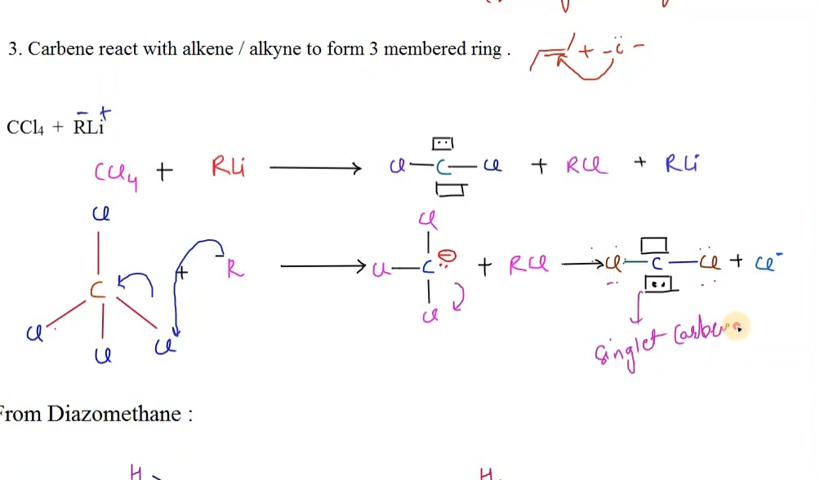 3. Carbene react with alkene / alkyne to form 3 membered ring . + -C̈ -
CCl₄ + R̄Li⁺
CCl₄ + RLi ⟶ Cl—C—Cl + RCl + RLi
Cl
Cl
C + R ⟶ Cl—C⊖ + RCl ⟶ Cl—C—Cl + Cl⁻
Cl Cl Cl Cl
singlet Carbene
From Diazomethane :
H H